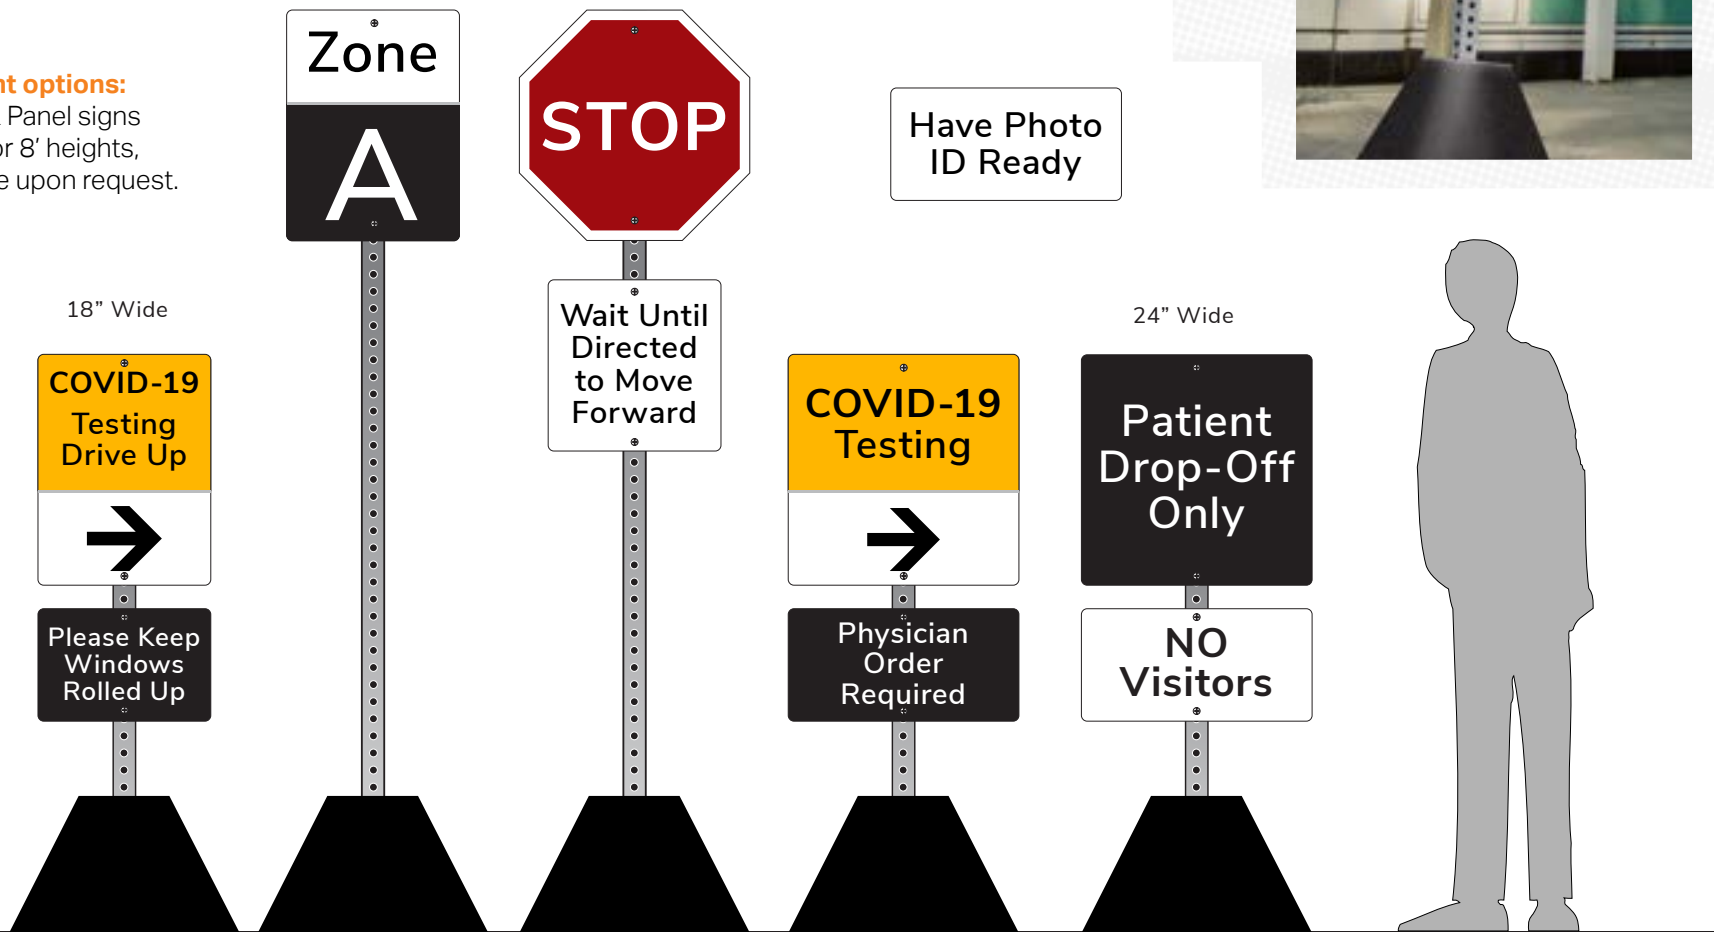 options:
Panel signs
or 8’ heights,
upon request.
Zone
A
STOP
Wait Until
Directed
to Move
Forward
Have Photo
ID Ready
18” Wide
COVID-19
Testing
Drive Up
Please Keep
Windows
Rolled Up
COVID-19
Testing
Physician
Order
Required
24” Wide
Patient
Drop-Off
Only
NO
Visitors